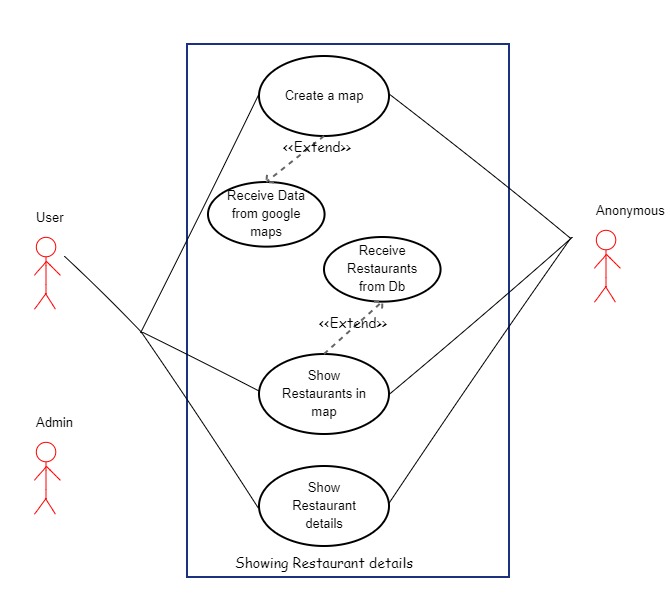 Create a map
<<Extend>>
Receive Data
from google
maps
User
Anonymous
Receive
Restaurants
from Db
<<Extend>>
Show
Restaurants in
map
Admin
Show
Restaurant
details
Showing Restaurant details